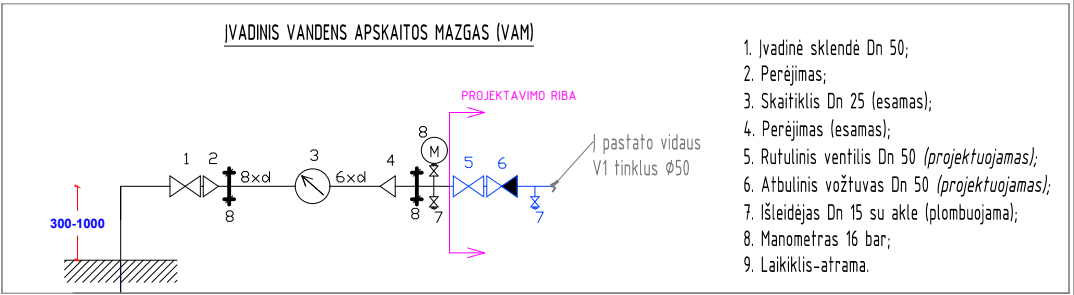 ĮVADINIS VANDENS APSKAITOS MAZGAS (VAM)
PROJEKTAVIMO RIBA
Į pastato vidaus
V1 tinklus Ø50
1 2 8xd 3 6xd 4 8 M 5 6
8 8 7 7
300-1000
1. Įvadinė sklendė Dn 50;
2. Perėjimas;
3. Skaitiklis Dn 25 (esamas);
4. Perėjimas (esamas);
5. Rutulinis ventilis Dn 50 (projektuojamas);
6. Atbulinis vožtuvas Dn 50 (projektuojamas);
7. Išleidėjas Dn 15 su akle (plombuojama);
8. Manometras 16 bar;
9. Laikiklis-atrama.